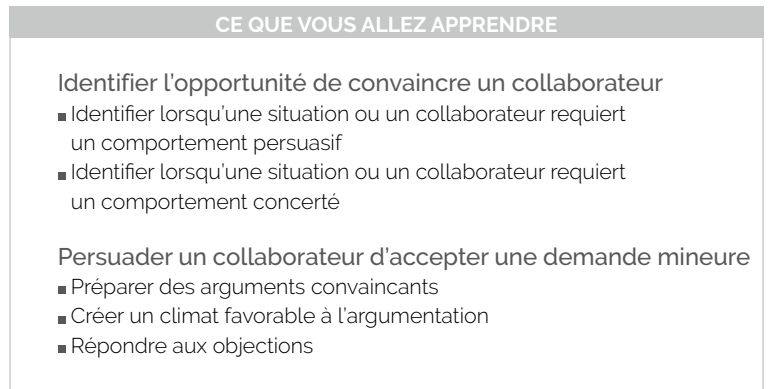 CE QUE VOUS ALLEZ APPRENDRE
Identifier l’opportunité de convaincre un collaborateur
■ Identifier lorsqu’une situation ou un collaborateur requiert
un comportement persuasif
■ Identifier lorsqu’une situation ou un collaborateur requiert
un comportement concerté
Persuader un collaborateur d’accepter une demande mineure
■ Préparer des arguments convaincants
■ Créer un climat favorable à l’argumentation
■ Répondre aux objections